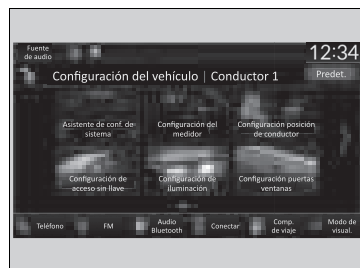 Fuente
de audio
12:34
Configuración del vehículo | Conductor 1
Predet.
Asistente de conf. de
sistema
Configuración del
medidor
Configuración posición
de conductor
Configuración de
acceso sin llave
Configuración de
iluminación
Configuración puertas
ventanas
Teléfono
FM
Audio
Bluetooth
Conectar
Comp.
de viaje
Modo de
visual.